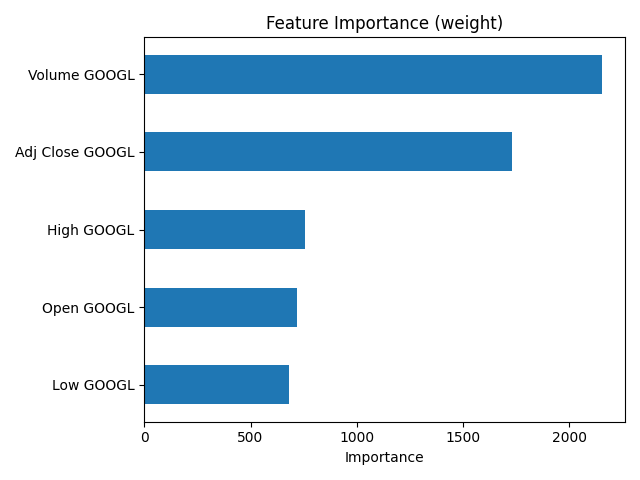 Feature Importance (weight)
Volume GOOGL
Adj Close GOOGL
High GOOGL
Open GOOGL
Low GOOGL
0 500 1000 1500 2000
Importance